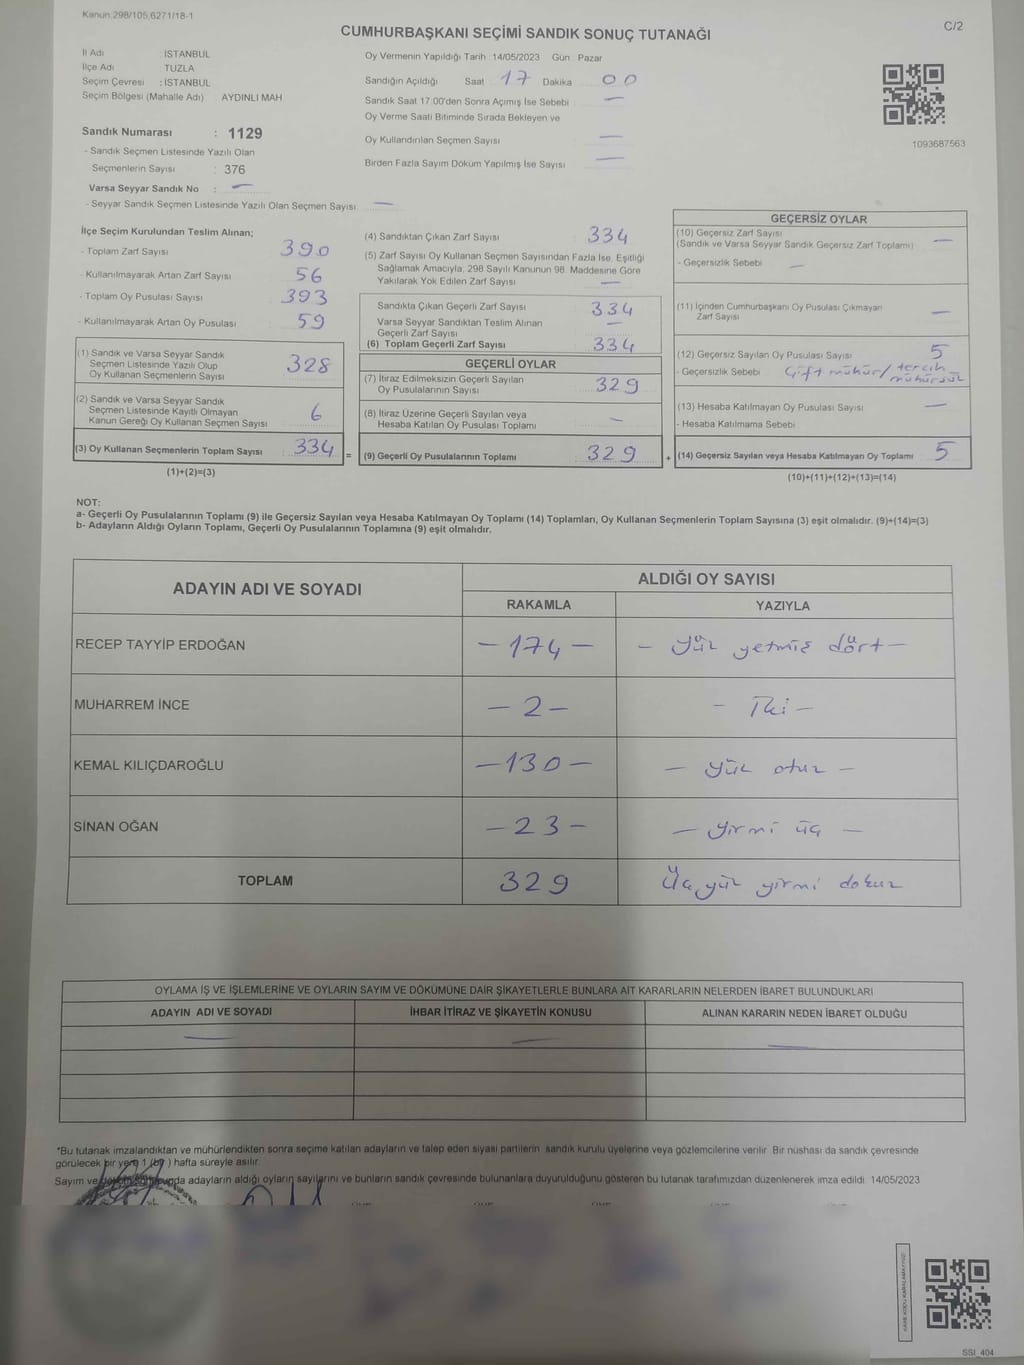 Kanun 298/105,6271/18-1
C/2
CUMHURBAŞKANI SEÇİMİ SANDIK SONUÇ TUTANAĞI
İl Adı : İSTANBUL
İlçe Adı : TUZLA
Seçim Çevresi : İSTANBUL
Seçim Bölgesi (Mahalle Adı) : AYDINLI MAH
Sandık Numarası : 1129
- Sandık Seçmen Listesinde Yazılı Olan
Seçmenlerin Sayısı : 376
Varsa Seyyar Sandık No : —
- Seyyar Sandık Seçmen Listesinde Yazılı Olan Seçmen Sayısı: —
Oy Vermenin Yapıldığı Tarih :14/05/2023 Gün : Pazar
Sandığın Açıldığı Saat : 17 Dakika : 00
Sandık Saat 17:00'den Sonra Açımış İse Sebebi : —
Oy Verme Saati Bitiminde Sırada Bekleyen ve
Oy Kullandırılan Seçmen Sayısı : —
Birden Fazla Sayım Döküm Yapılmış İse Sayısı : —
1093687563
İlçe Seçim Kurulundan Teslim Alınan;
- Toplam Zarf Sayısı : 390
- Kullanılmayarak Artan Zarf Sayısı : 56
- Toplam Oy Pusulası Sayısı : 393
- Kullanılmayarak Artan Oy Pusulası : 59
(1) Sandık ve Varsa Seyyar Sandık
Seçmen Listesinde Yazılı Olup
Oy Kullanan Seçmenlerin Sayısı : 328
(2) Sandık ve Varsa Seyyar Sandık
Seçmen Listesinde Kayıtlı Olmayan
Kanun Gereği Oy Kullanan Seçmen Sayısı : 6
(3) Oy Kullanan Seçmenlerin Toplam Sayısı : 334
(1)+(2)=(3)
(4) Sandıktan Çıkan Zarf Sayısı : 334
(5) Zarf Sayısı Oy Kullanan Seçmen Sayısından Fazla İse, Eşitliği
Sağlamak Amacıyla, 298 Sayılı Kanunun 98. Maddesine Göre
Yakılarak Yok Edilen Zarf Sayısı : —
Sandıkta Çıkan Geçerli Zarf Sayısı : 334
Varsa Seyyar Sandıktan Teslim Alınan
Geçerli Zarf Sayısı : —
(6) Toplam Geçerli Zarf Sayısı : 334
GEÇERLİ OYLAR
(7) İtiraz Edilmeksizin Geçerli Sayılan
Oy Pusulalarının Sayısı : 329
(8) İtiraz Üzerine Geçerli Sayılan veya
Hesaba Katılan Oy Pusulası Toplamı : —
= (9) Geçerli Oy Pusulalarının Toplamı : 329
GEÇERSİZ OYLAR
(10) Geçersiz Zarf Sayısı
(Sandık ve Varsa Seyyar Sandık Geçersiz Zarf Toplamı) : —
- Geçersizlik Sebebi : —
(11) İçinden Cumhurbaşkanı Oy Pusulası Çıkmayan
Zarf Sayısı : —
(12) Geçersiz Sayılan Oy Pusulası Sayısı : 5
- Geçersizlik Sebebi : Çift mühür/ tercih
mühürsüz
(13) Hesaba Katılmayan Oy Pusulası Sayısı : —
- Hesaba Katılmama Sebebi :
+ (14) Geçersiz Sayılan veya Hesaba Katılmayan Oy Toplamı : 5
(10)+(11)+(12)+(13)=(14)
NOT:
a- Geçerli Oy Pusulalarının Toplamı (9) ile Geçersiz Sayılan veya Hesaba Katılmayan Oy Toplamı (14) Toplamları, Oy Kullanan Seçmenlerin Toplam Sayısına (3) eşit olmalıdır. (9)+(14)=(3)
b- Adayların Aldığı Oyların Toplamı, Geçerli Oy Pusulalarının Toplamına (9) eşit olmalıdır.
ADAYIN ADI VE SOYADI ALDIĞI OY SAYISI
RAKAMLA YAZIYLA
RECEP TAYYİP ERDOĞAN — 174 — — yüz yetmiş dört —
MUHARREM İNCE — 2 — — İki —
KEMAL KILIÇDAROĞLU — 130 — — yüz otuz —
SİNAN OĞAN — 23 — — yirmi üç —
TOPLAM 329 Üç yüz yirmi dokuz
OYLAMA İŞ VE İŞLEMLERİNE VE OYLARIN SAYIM VE DÖKÜMÜNE DAİR ŞİKAYETLERLE BUNLARA AİT KARARLARIN NELERDEN İBARET BULUNDUKLARI
ADAYIN ADI VE SOYADI İHBAR İTİRAZ VE ŞİKAYETİN KONUSU ALINAN KARARIN NEDEN İBARET OLDUĞU
— — —
*Bu tutanak imzalandıktan ve mühürlendikten sonra seçime katılan adayların ve talep eden siyasi partilerin sandık kurulu üyelerine veya gözlemcilerine verilir. Bir nüshası da sandık çevresinde
görülecek bir yere 1 (bir) hafta süreyle asılır.
Sayım ve adayların aldığı oyların sayılarını ve bunların sandık çevresinde bulunanlara duyurulduğunu gösteren bu tutanak tarafımızdan düzenlenerek imza edildi. 14/05/2023
SSI_404